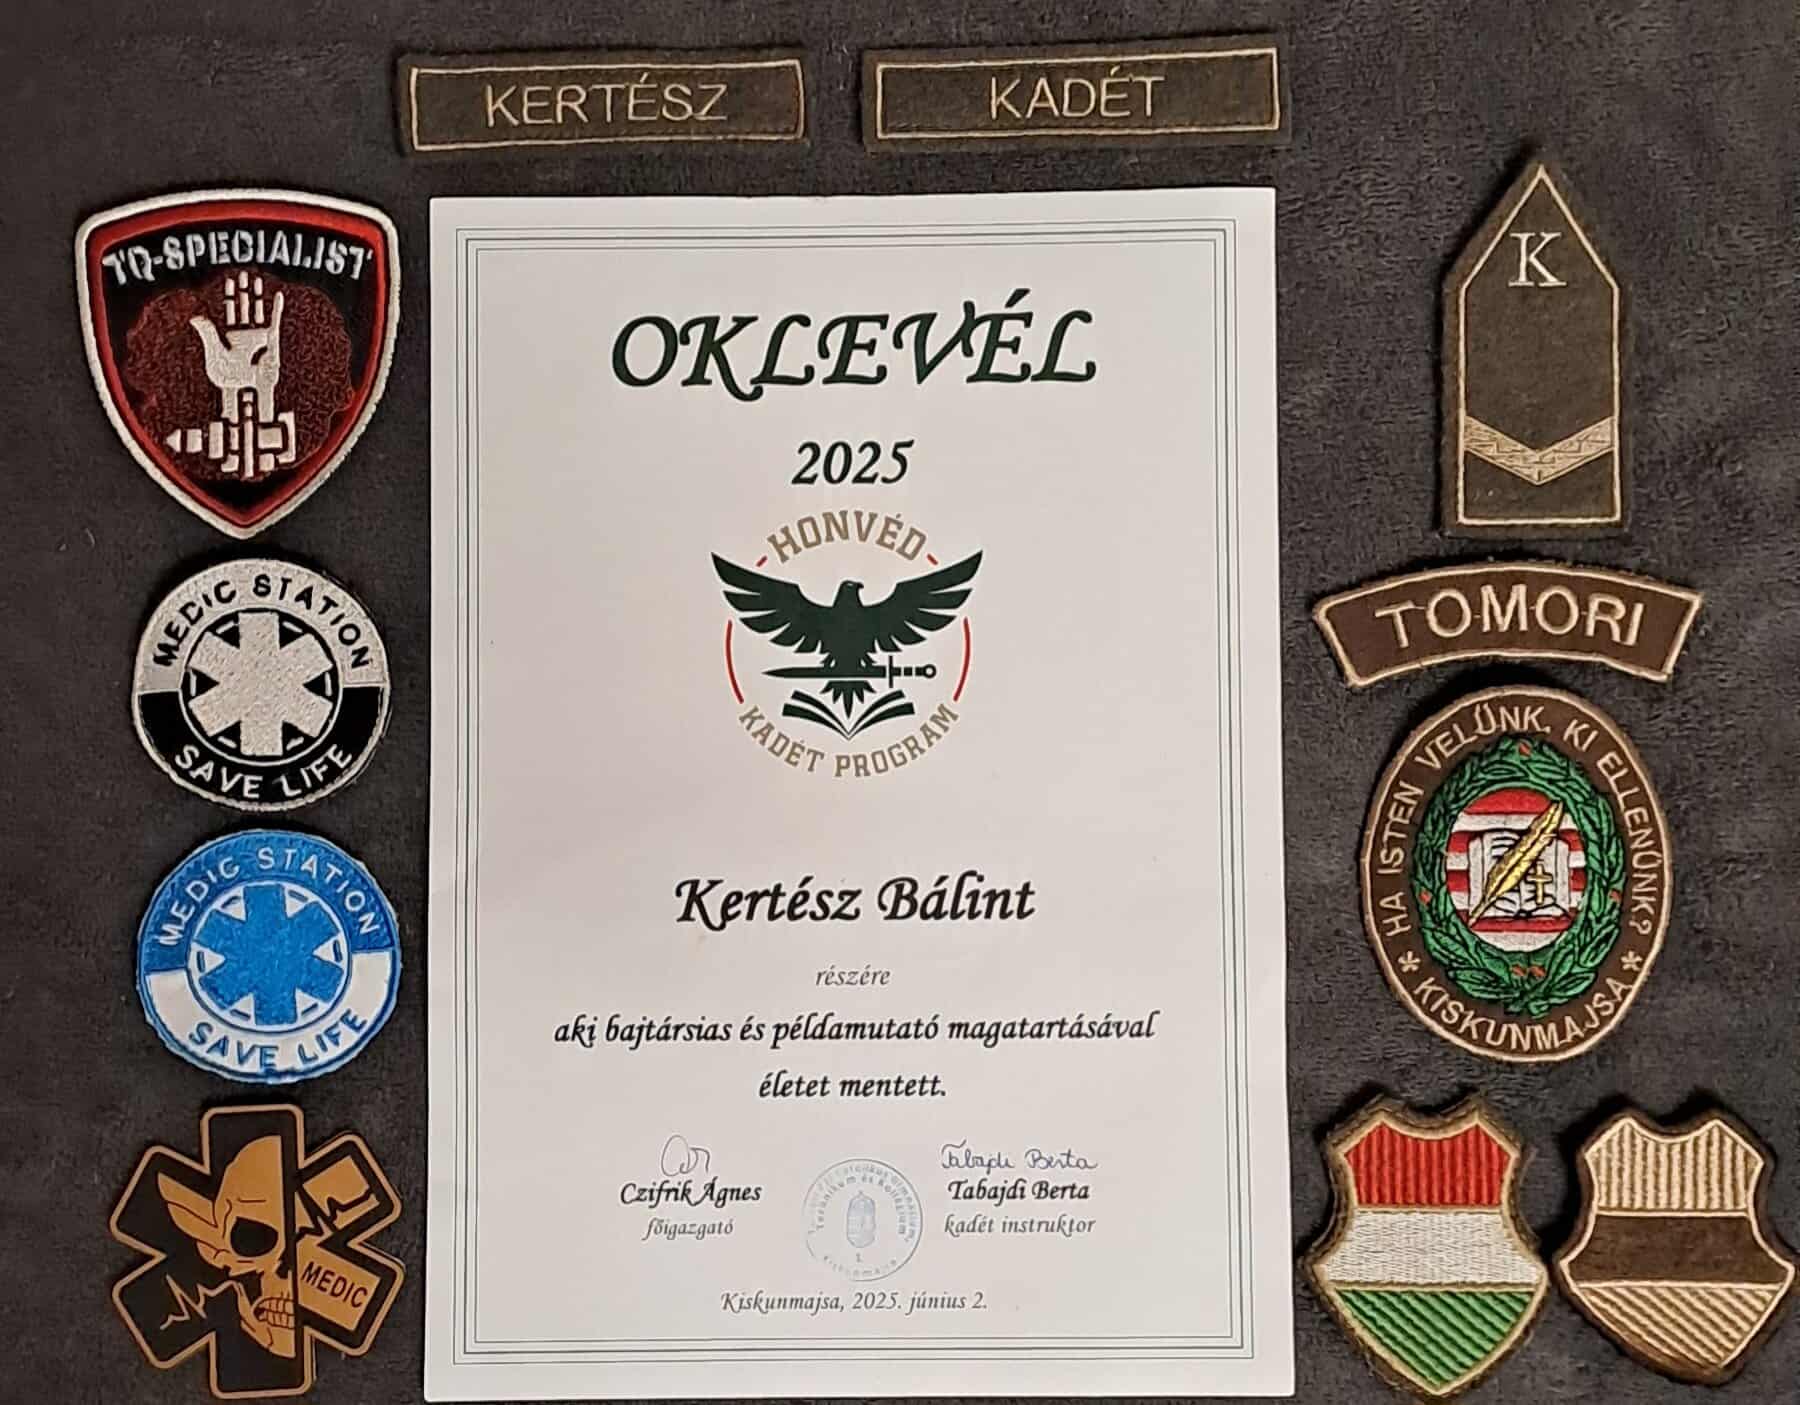 KERTÉSZ
KADÉT
TQ-SPECIALIST
MEDIC STATION
SAVE LIFE
MEDIC STATION
SAVE LIFE
MEDIC
OKLEVÉL
2025
HONVÉD
KADÉT PROGRAM
Kertész Bálint
részére
aki bajtársias és példamutató magatartásával
életet mentett.
Tabajdi Berta
Czifrik Ágnes
Tabajdi Berta
főigazgató
kadét instruktor
Kiskunmajsa, 2025. június 2.
K
TOMORI
HA ISTEN VELÜNK, KI ELLENÜNK?
* KISKUNMAJSA *